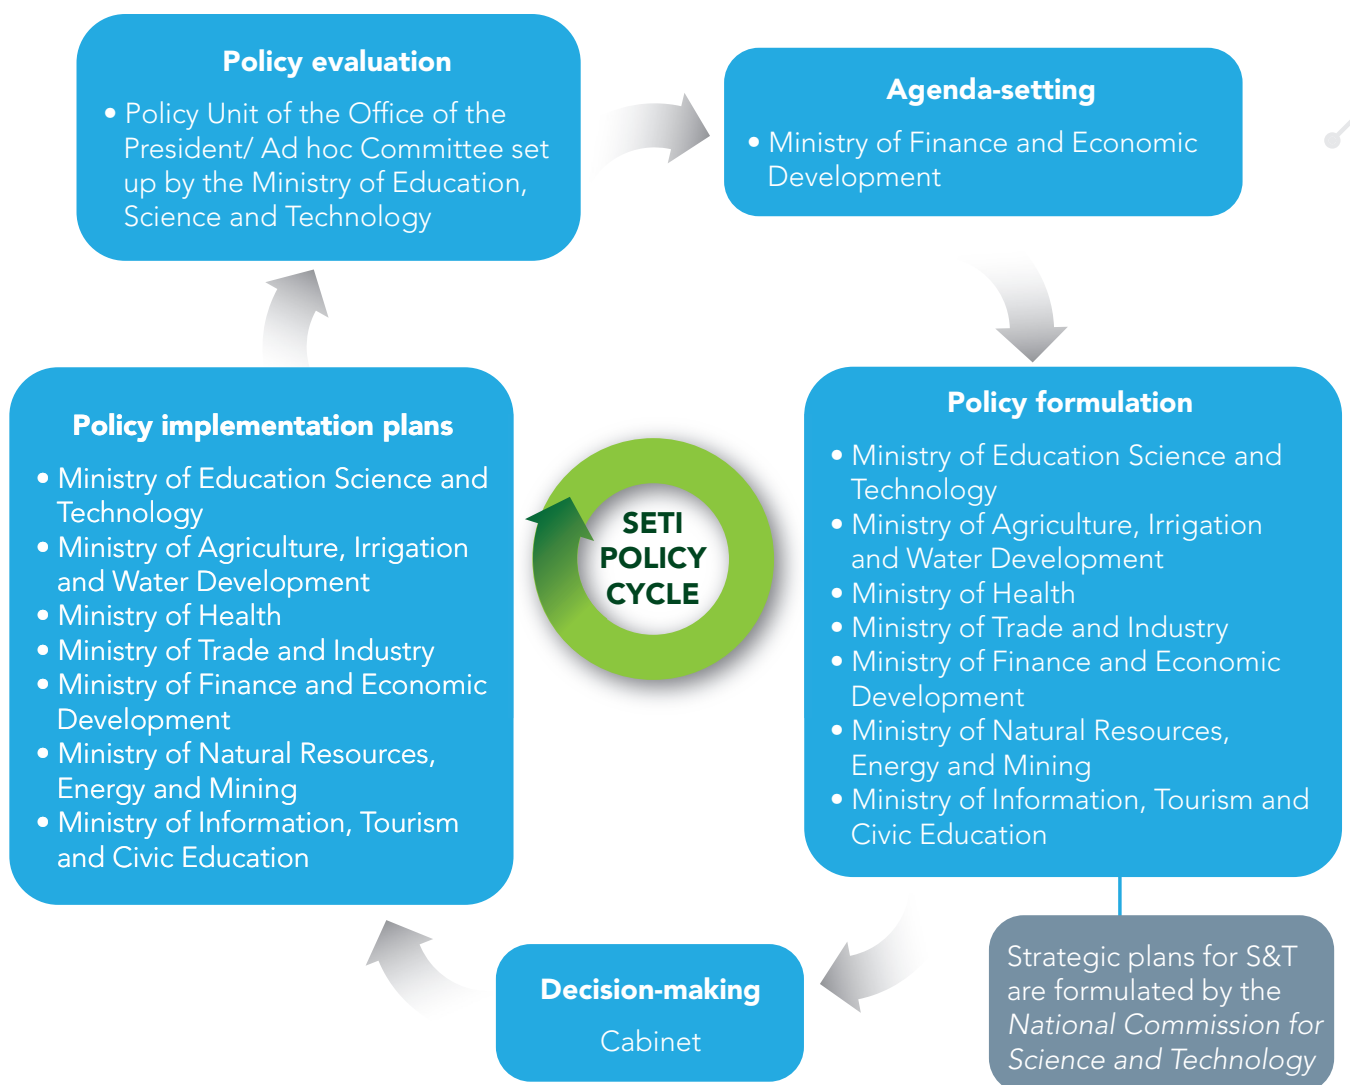 Policy evaluation
• Policy Unit of the Office of the
President/ Ad hoc Committee set
up by the Ministry of Education,
Science and Technology
Agenda-setting
• Ministry of Finance and Economic
Development
Policy formulation
• Ministry of Education Science and
Technology
• Ministry of Agriculture, Irrigation
and Water Development
• Ministry of Health
• Ministry of Trade and Industry
• Ministry of Finance and Economic
Development
• Ministry of Natural Resources,
Energy and Mining
• Ministry of Information, Tourism and
Civic Education
Strategic plans for S&T
are formulated by the
National Commission for
Science and Technology
Decision-making
Cabinet
Policy implementation plans
• Ministry of Education Science and
Technology
• Ministry of Agriculture, Irrigation
and Water Development
• Ministry of Health
• Ministry of Trade and Industry
• Ministry of Finance and Economic
Development
• Ministry of Natural Resources,
Energy and Mining
• Ministry of Information, Tourism
and Civic Education
SETI
POLICY
CYCLE